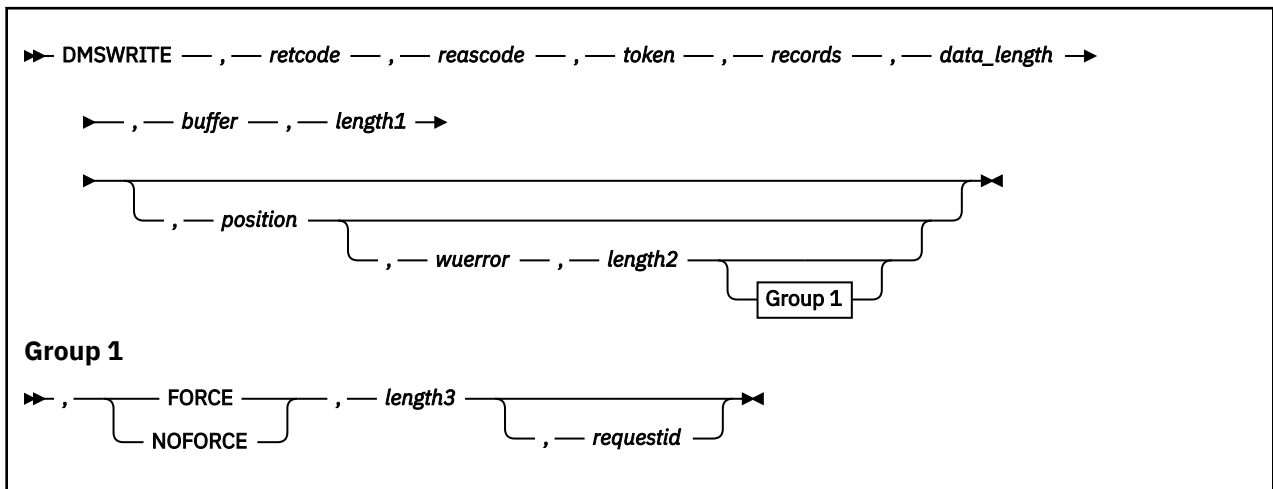 DMSWRITE , retcode , reascode , token , records , data_length
, buffer , length1
, position
, wuerror , length2
Group 1
Group 1
, FORCE , length3
NOFORCE , requestid